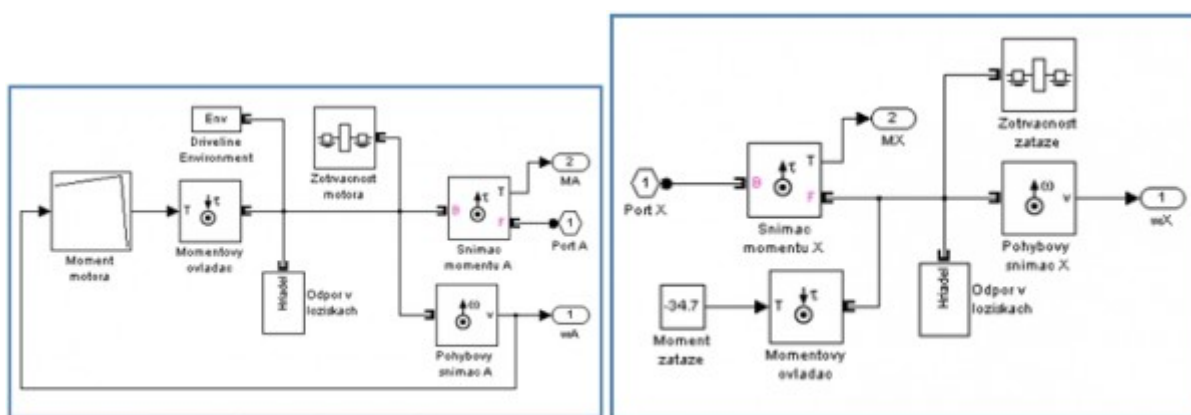 Env
Driveline
Environment
Zotrvacnost
motora
T
τ
Momentovy
ovladac
Moment
motora
B
τ
T
F
Snimac
momentu A
2
MA
1
Port A
Hriadel
Odpor v
loziskach
ω
v
Pohybovy
snimac A
1
wA
1
Port X
B
τ
T
F
Snimac
momentu X
2
MX
Zotrvacnost
zataze
ω
v
Pohybovy
snimac X
1
wX
-34.7
Moment
zataze
T
τ
Momentovy
ovladac
Hriadel
Odpor v
loziskach